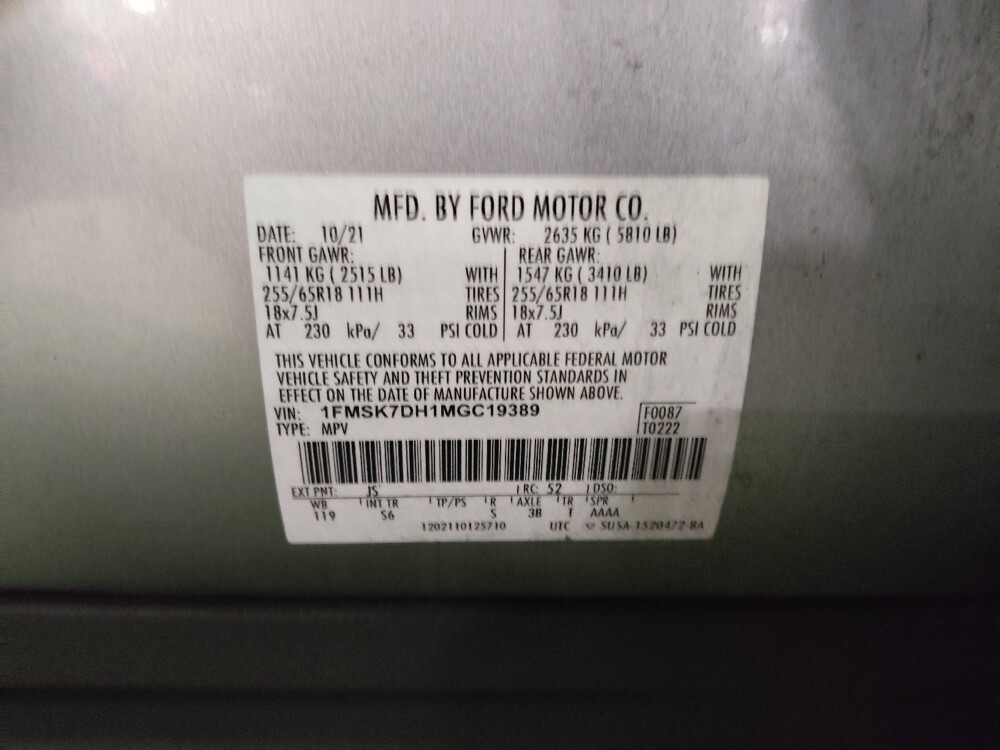 MFD. BY FORD MOTOR CO.
DATE: 10/21 GVWR: 2635 KG ( 5810 LB)
FRONT GAWR: REAR GAWR:
1141 KG ( 2515 LB) WITH 1547 KG ( 3410 LB) WITH
255/65R18 111H TIRES 255/65R18 111H TIRES
18x7.5J RIMS 18x7.5J RIMS
AT 230 kPa/ 33 PSI COLD AT 230 kPa/ 33 PSI COLD
THIS VEHICLE CONFORMS TO ALL APPLICABLE FEDERAL MOTOR
VEHICLE SAFETY AND THEFT PREVENTION STANDARDS IN
EFFECT ON THE DATE OF MANUFACTURE SHOWN ABOVE.
VIN: 1FMSK7DH1MGC19389 F0087
TYPE: MPV T0222
EXT PNT: JS RC: 52 DSO:
WB INT TR TP/PS R AXLE TR SPR
119 S6 S 3B T AAAA
1202110125710 UTC 5U5A-1520472-BA